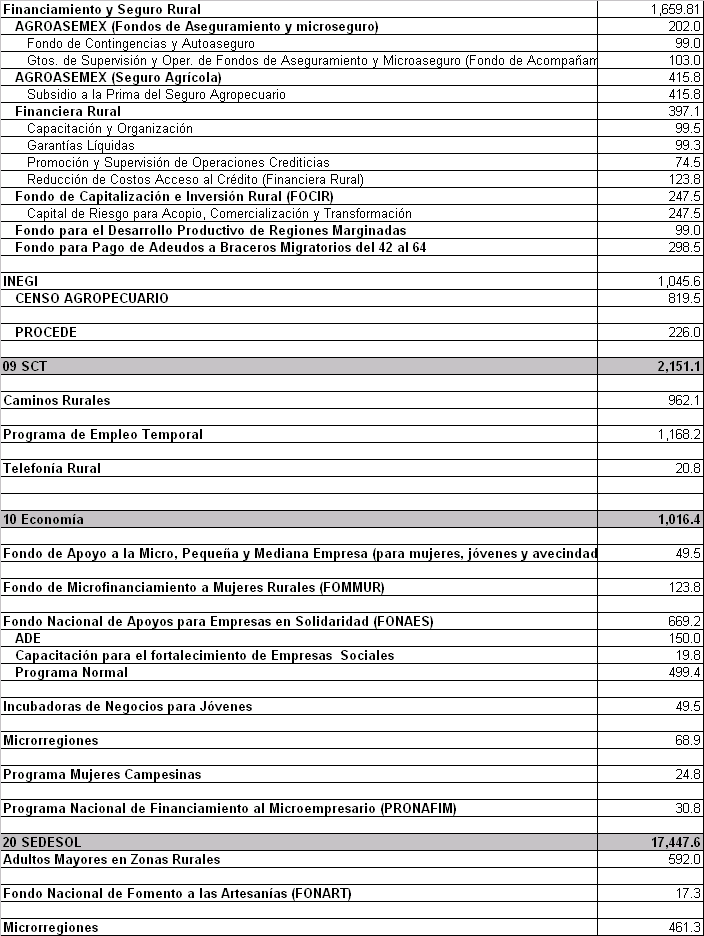 Financiamiento y Seguro Rural 1,659.81
AGROASEMEX (Fondos de Aseguramiento y microseguro) 202.0
Fondo de Contingencias y Autoaseguro 99.0
Gtos. de Supervisión y Oper. de Fondos de Aseguramiento y Microaseguro (Fondo de Acompañam 103.0
AGROASEMEX (Seguro Agrícola) 415.8
Subsidio a la Prima del Seguro Agropecuario 415.8
Financiera Rural 397.1
Capacitación y Organización 99.5
Garantías Líquidas 99.3
Promoción y Supervisión de Operaciones Crediticias 74.5
Reducción de Costos Acceso al Crédito (Financiera Rural) 123.8
Fondo de Capitalización e Inversión Rural (FOCIR) 247.5
Capital de Riesgo para Acopio, Comercialización y Transformación 247.5
Fondo para el Desarrollo Productivo de Regiones Marginadas 99.0
Fondo para Pago de Adeudos a Braceros Migratorios del 42 al 64 298.5
INEGI 1,045.6
CENSO AGROPECUARIO 819.5
PROCEDE 226.0
09 SCT 2,151.1
Caminos Rurales 962.1
Programa de Empleo Temporal 1,168.2
Telefonía Rural 20.8
10 Economía 1,016.4
Fondo de Apoyo a la Micro, Pequeña y Mediana Empresa (para mujeres, jóvenes y avecindad 49.5
Fondo de Microfinanciamiento a Mujeres Rurales (FOMMUR) 123.8
Fondo Nacional de Apoyos para Empresas en Solidaridad (FONAES) 669.2
ADE 150.0
Capacitación para el fortalecimiento de Empresas Sociales 19.8
Programa Normal 499.4
Incubadoras de Negocios para Jóvenes 49.5
Microrregiones 68.9
Programa Mujeres Campesinas 24.8
Programa Nacional de Financiamiento al Microempresario (PRONAFIM) 30.8
20 SEDESOL 17,447.6
Adultos Mayores en Zonas Rurales 592.0
Fondo Nacional de Fomento a las Artesanías (FONART) 17.3
Microrregiones 461.3